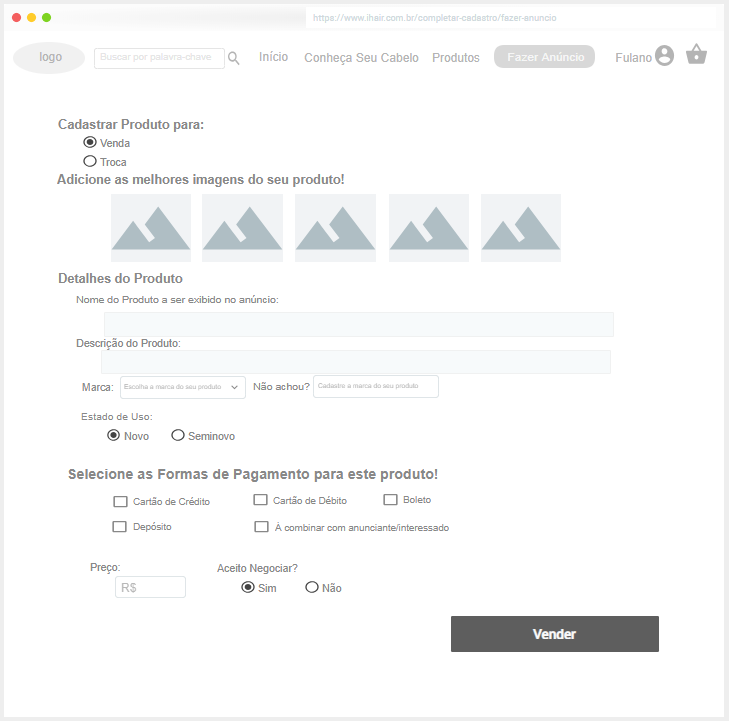 https://www.ihair.com.br/completar-cadastro/fazer-anuncio
logo Buscar por palavra-chave Início Conheça Seu Cabelo Produtos Fazer Anúncio Fulano
Cadastrar Produto para:
Venda
Troca
Adicione as melhores imagens do seu produto!
Detalhes do Produto
Nome do Produto a ser exibido no anúncio:
Descrição do Produto:
Marca: Escolha a marca do seu produto Não achou? Cadastre a marca do seu produto
Estado de Uso:
Novo Seminovo
Selecione as Formas de Pagamento para este produto!
Cartão de Crédito Cartão de Débito Boleto
Depósito À combinar com anunciante/interessado
Preço: Aceito Negociar?
R$ Sim Não
Vender